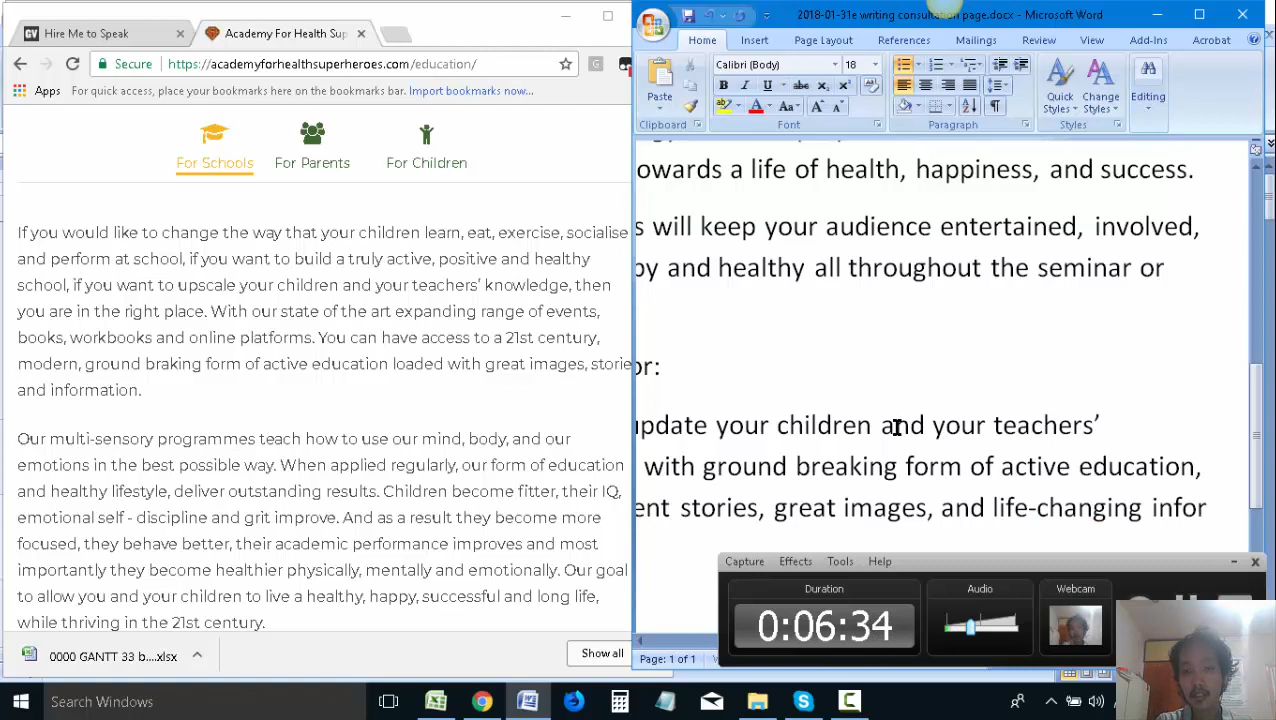 Hire Me to Speak
Academy For Health Sup
Secure
https://academyforhealthsuperheroes.com/education/
Apps
For quick access, place your bookmarks here in the bookmarks bar. Import bookmarks now...
For Schools
For Parents
For Children
If you would like to change the way that your children learn, eat, exercise, socialise
and perform at school, if you want to build a truly active, positive and healthy
school, if you want to upscale your children and your teachers' knowledge, then
you are in the right place. With our state of the art expanding range of events,
books, workbooks and online platforms. You can have access to a 21st century,
modern, ground braking form of active education loaded with great images, storie
and information.
Our multi-sensory programmes teach how to use our mind, body, and our
emotions in the best possible way. When applied regularly, our form of education
and healthy lifestyle, deliver outstanding results. Children become fitter, their IQ,
emotional self - discipline and grit improve. And as a result they become more
focused, they behave better, their academic performance improves and most
important, they become healthier physically, mentally and emotionally. Our goal
to allow you and your children to live a healthy, happy, successful and long life,
while thriving in the 21st century.
0000 GANTT 33 b....xlsx
Show all
2018-01-31e writing consultation page.docx - Microsoft Word
Home
Insert
Page Layout
References
Mailings
Review
View
Add-Ins
Acrobat
Calibri (Body)
18
Paste
Quick Styles
Change Styles
Editing
Clipboard
Font
Paragraph
Styles
owards a life of health, happiness, and success.
s will keep your audience entertained, involved,
py and healthy all throughout the seminar or
or:
update your children and your teachers'
with ground breaking form of active education,
ent stories, great images, and life-changing infor
Capture
Effects
Tools
Help
Duration
Audio
Webcam
0:06:34
Page: 1 of 1
Search Windows